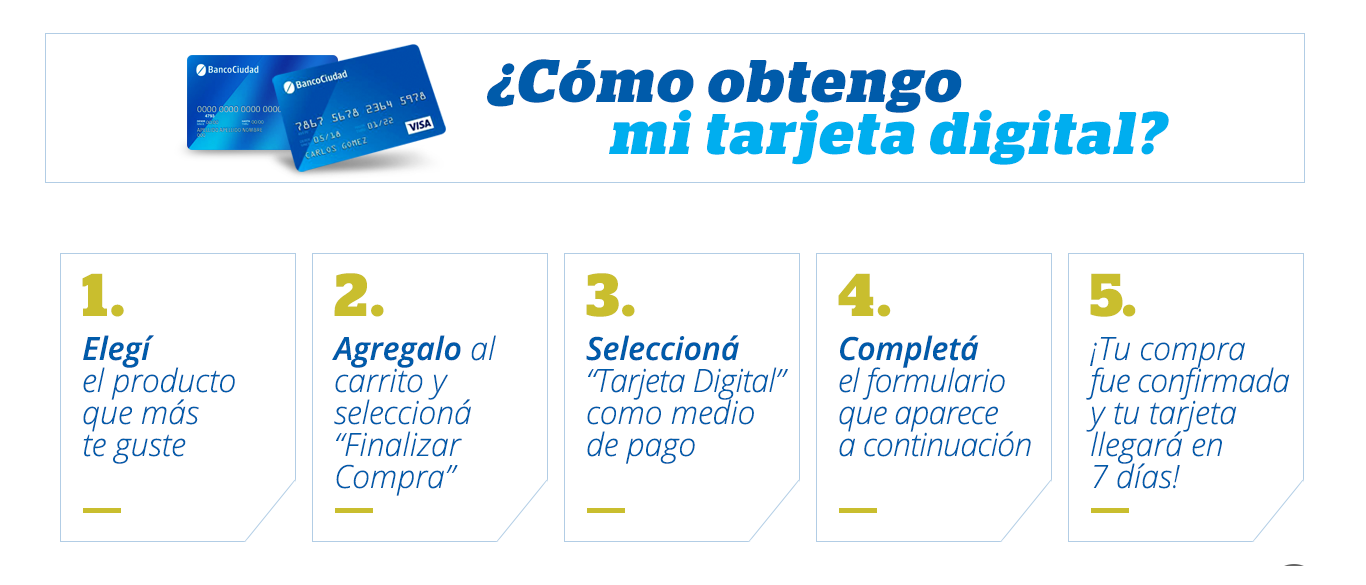 BancoCiudad
0000 0000 0000 000
BancoCiudad
7867 5678 2364 5978
05/18
01/22
VISA
CARLOS GOMEZ
¿Cómo obtengo
mi tarjeta digital?
1.
Elegí
el producto
que más
te guste
2.
Agregalo al
carrito y
seleccioná
“Finalizar
Compra”
3.
Seleccioná
“Tarjeta Digital”
como medio
de pago
4.
Completá
el formulario
que aparece
a continuación
5.
¡Tu compra
fue confirmada
y tu tarjeta
llegará en
7 días!